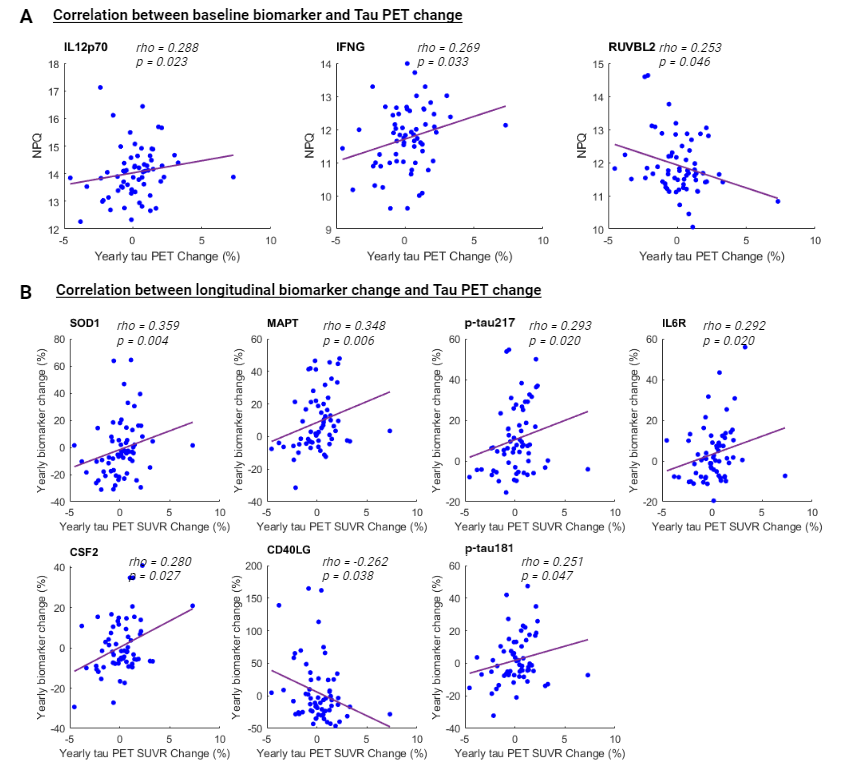 A Correlation between baseline biomarker and Tau PET change
IL12p70
rho = 0.288
p = 0.023
NPQ
18
17
16
15
14
13
12
-5 0 5 10
Yearly tau PET Change (%)
IFNG
rho = 0.269
p = 0.033
NPQ
14
13
12
11
10
9
-5 0 5 10
Yearly tau PET Change (%)
RUVBL2
rho = 0.253
p = 0.046
NPQ
15
14
13
12
11
10
-5 0 5 10
Yearly tau PET Change (%)
B Correlation between longitudinal biomarker change and Tau PET change
SOD1
rho = 0.359
p = 0.004
Yearly biomarker change (%)
80
60
40
20
0
-20
-40
-5 0 5 10
Yearly tau PET SUVR Change (%)
MAPT
rho = 0.348
p = 0.006
Yearly biomarker change (%)
60
40
20
0
-20
-40
-5 0 5 10
Yearly tau PET SUVR Change (%)
p-tau217
rho = 0.293
p = 0.020
Yearly biomarker change (%)
60
40
20
0
-20
-5 0 5 10
Yearly tau PET SUVR Change (%)
IL6R
rho = 0.292
p = 0.020
Yearly biomarker change (%)
60
40
20
0
-20
-5 0 5 10
Yearly tau PET SUVR Change (%)
CSF2
rho = 0.280
p = 0.027
Yearly biomarker change (%)
40
20
0
-20
-40
-5 0 5 10
Yearly tau PET SUVR Change (%)
CD40LG
rho = -0.262
p = 0.038
Yearly biomarker change (%)
200
150
100
50
0
-50
-5 0 5 10
Yearly tau PET SUVR Change (%)
p-tau181
rho = 0.251
p = 0.047
Yearly biomarker change (%)
60
40
20
0
-20
-40
-5 0 5 10
Yearly tau PET SUVR Change (%)